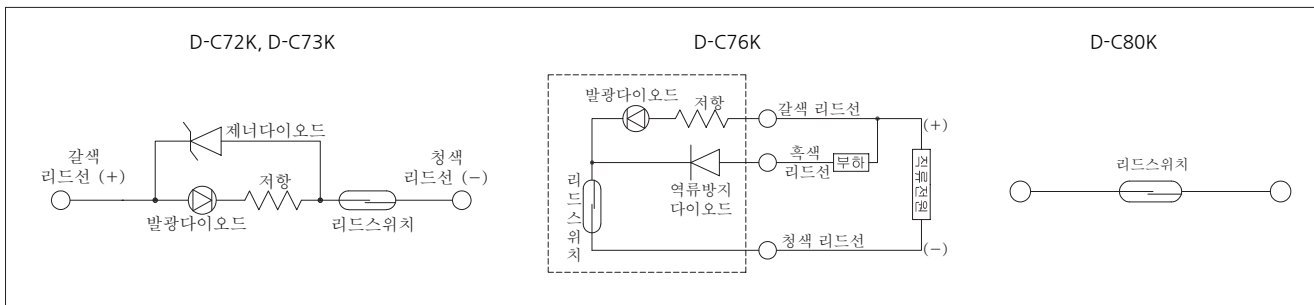 D-C72K, D-C73K
제너다이오드
갈색
리드선 (+)
저항
청색
리드선 (-)
발광다이오드
리드스위치
D-C76K
발광다이오드
저항
갈색 리드선
(+)
흑색
리드선
부하
역류방지
다이오드
리드스위치
직류전원
청색 리드선
(-)
D-C80K
리드스위치